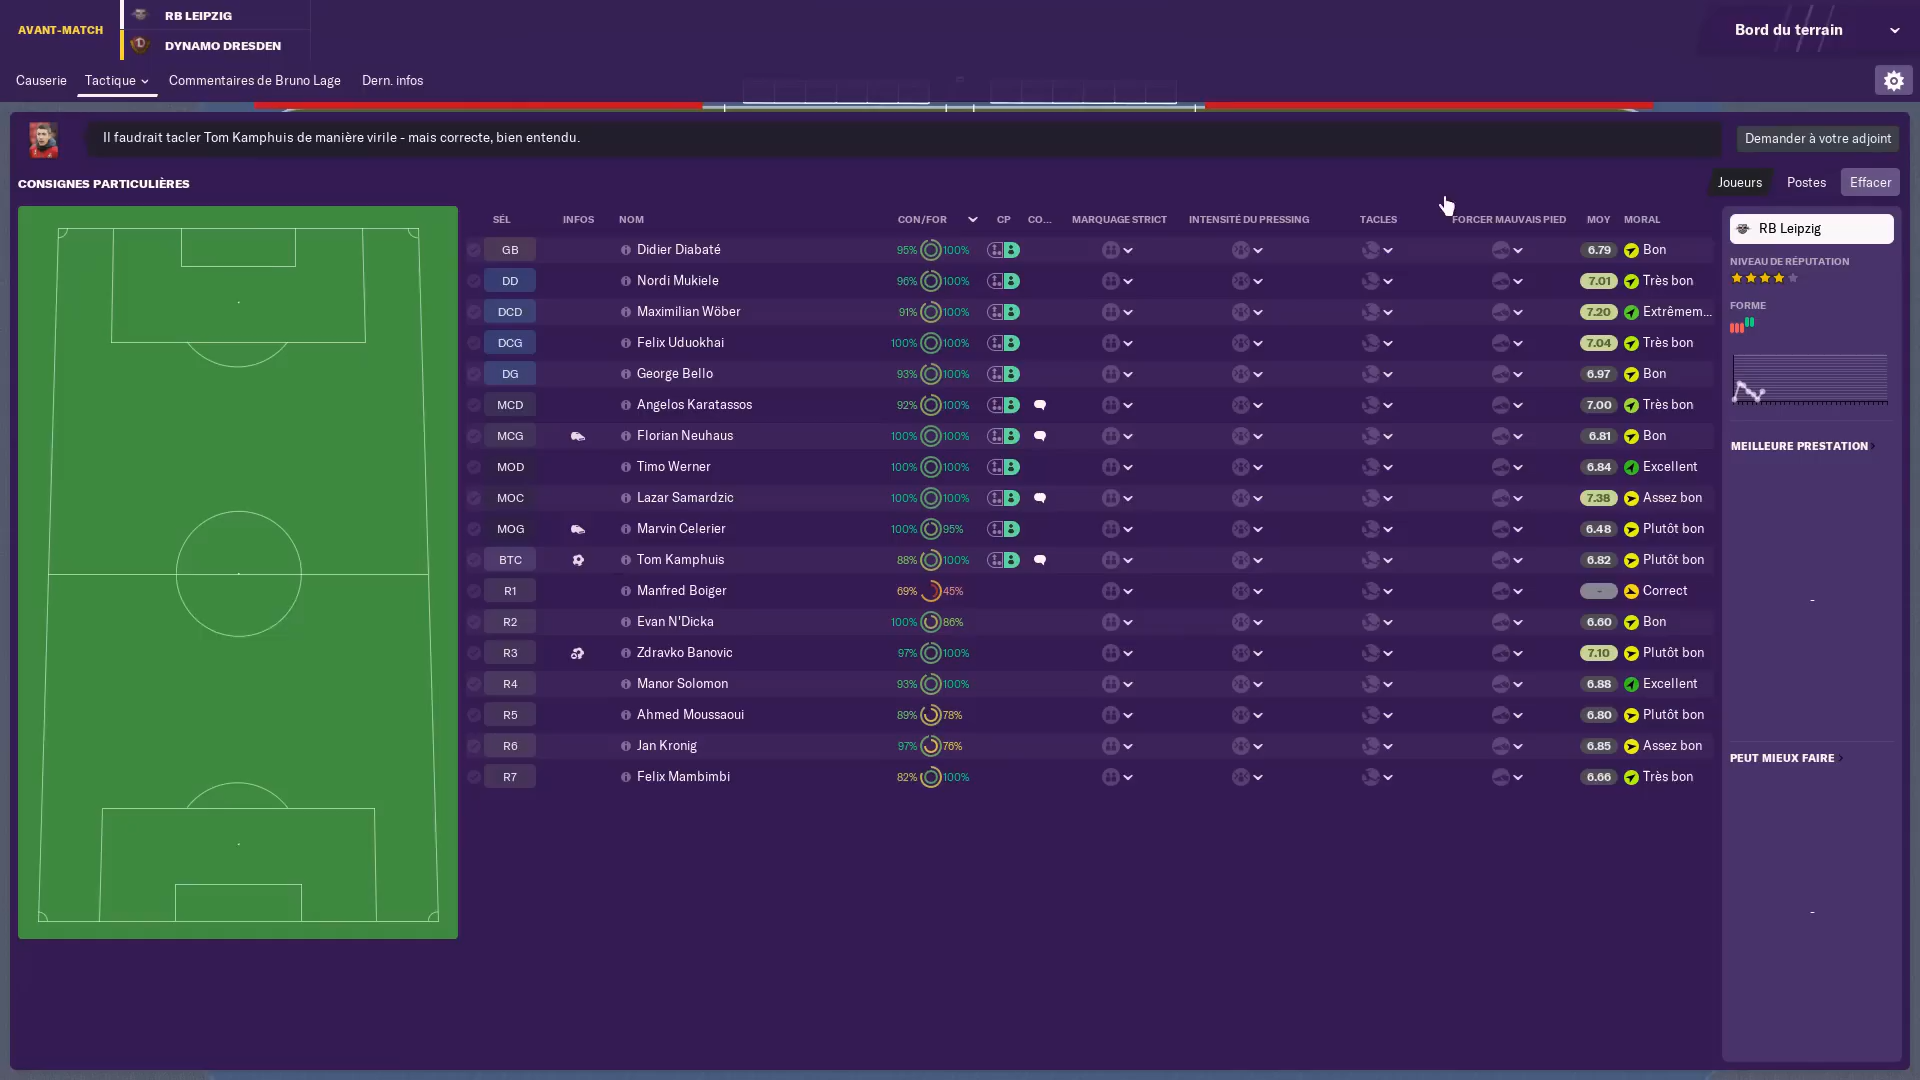 AVANT-MATCH
RB LEIPZIG
DYNAMO DRESDEN
Bord du terrain
Causerie Tactique Commentaires de Bruno Lage Dern. infos
Il faudrait tacler Tom Kamphuis de manière virile - mais correcte, bien entendu.
Demander à votre adjoint
CONSIGNES PARTICULIÈRES
Joueurs Postes Effacer
SÉL INFOS NOM CON/FOR CP CO... MARQUAGE STRICT INTENSITÉ DU PRESSING TACLES FORCER MAUVAIS PIED MOY MORAL
GB Didier Diabaté 95% 100% 6.79 Bon
DD Nordi Mukiele 96% 100% 7.01 Très bon
DCD Maximilian Wöber 91% 100% 7.20 Extrêmem...
DCG Felix Uduokhai 100% 100% 7.04 Très bon
DG George Bello 93% 100% 6.97 Bon
MCD Angelos Karatassos 92% 100% 7.00 Très bon
MCG Florian Neuhaus 100% 100% 6.81 Bon
MOD Timo Werner 100% 100% 6.84 Excellent
MOC Lazar Samardzic 100% 100% 7.38 Assez bon
MOG Marvin Celerier 100% 95% 6.48 Plutôt bon
BTC Tom Kamphuis 88% 100% 6.82 Plutôt bon
R1 Manfred Boiger 69% 45% - Correct
R2 Evan N'Dicka 100% 86% 6.60 Bon
R3 Zdravko Banovic 97% 100% 7.10 Plutôt bon
R4 Manor Solomon 93% 100% 6.88 Excellent
R5 Ahmed Moussaoui 89% 78% 6.80 Plutôt bon
R6 Jan Kronig 97% 76% 6.85 Assez bon
R7 Felix Mambimbi 82% 100% 6.66 Très bon
RB Leipzig
NIVEAU DE RÉPUTATION
FORME
MEILLEURE PRESTATION
-
PEUT MIEUX FAIRE
-